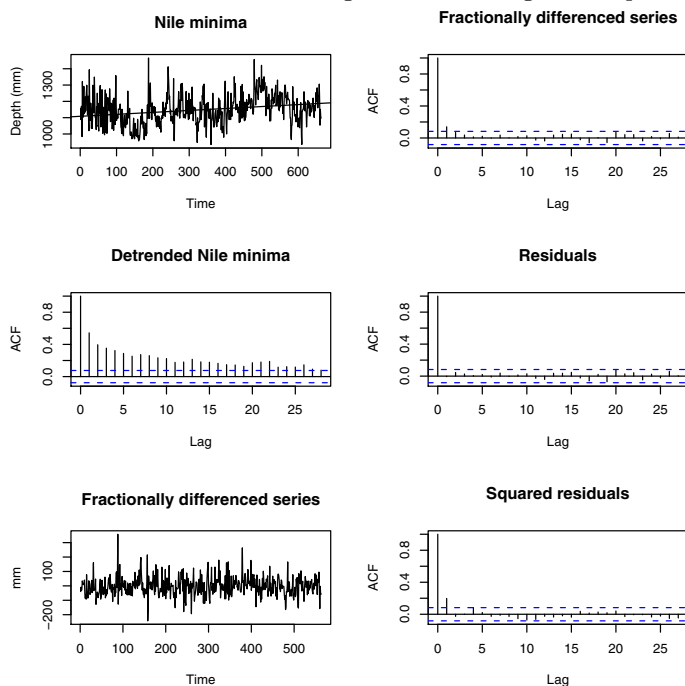 Nile minima
Depth (mm)
1000 1300
0 100 200 300 400 500 600
Time
Fractionally differenced series
ACF
0.0 0.4 0.8
0 5 10 15 20 25
Lag
Detrended Nile minima
ACF
0.0 0.4 0.8
0 5 10 15 20 25
Lag
Residuals
ACF
0.0 0.4 0.8
0 5 10 15 20 25
Lag
Fractionally differenced series
mm
−200 100
0 100 200 300 400 500
Time
Squared residuals
ACF
0.0 0.4 0.8
0 5 10 15 20 25
Lag